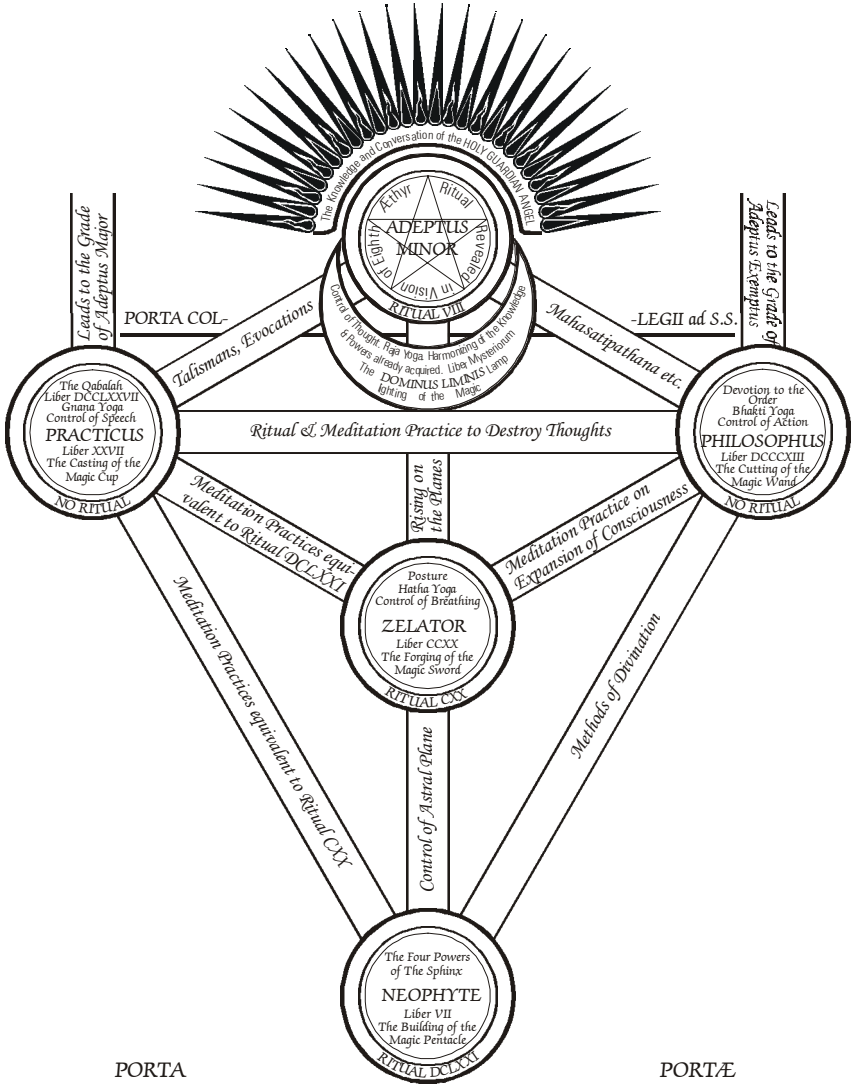 The Knowledge and Conversation of the HOLY GUARDIAN ANGEL
Ritual
Revealed
in Vision
of Eighth
Æthyr
ADEPTUS
MINOR
RITUAL VIII
Leads to the Grade
of Adeptus Major
Leads to the Grade of
Adeptus Exemptus
PORTA COL-
-LEGII ad S.S.
Talismans, Evocations
Mahasatipathana etc.
Control of Thought. Raja Yoga. Harmonizing of the Knowledge
& Powers already acquired. Liber Mysteriorum
The DOMINUS LIMINIS Lamp
lighting of the Magic
The Qabalah
Liber DCCLXXVII
Gnana Yoga
Control of Speech
PRACTICUS
Liber XXVII
The Casting of the
Magic Cup
NO RITUAL
Ritual & Meditation Practice to Destroy Thoughts
Devotion to the
Order
Bhakti Yoga
Control of Action
PHILOSOPHUS
Liber DCCCXIII
The Cutting of the
Magic Wand
NO RITUAL
Meditation Practices equi-
valent to Ritual DCLXXI
Rising on
the Planes
Meditation Practice on
Expansion of Consciousness
Posture
Hatha Yoga
Control of Breathing
ZELATOR
Liber CCXX
The Forging of the
Magic Sword
RITUAL CXX
Meditation Practices equivalent to Ritual CXX
Control of Astral Plane
Methods of Divination
The Four Powers
of The Sphinx
NEOPHYTE
Liber VII
The Building of the
Magic Pentacle
RITUAL DCLXXI
PORTA
PORTÆ